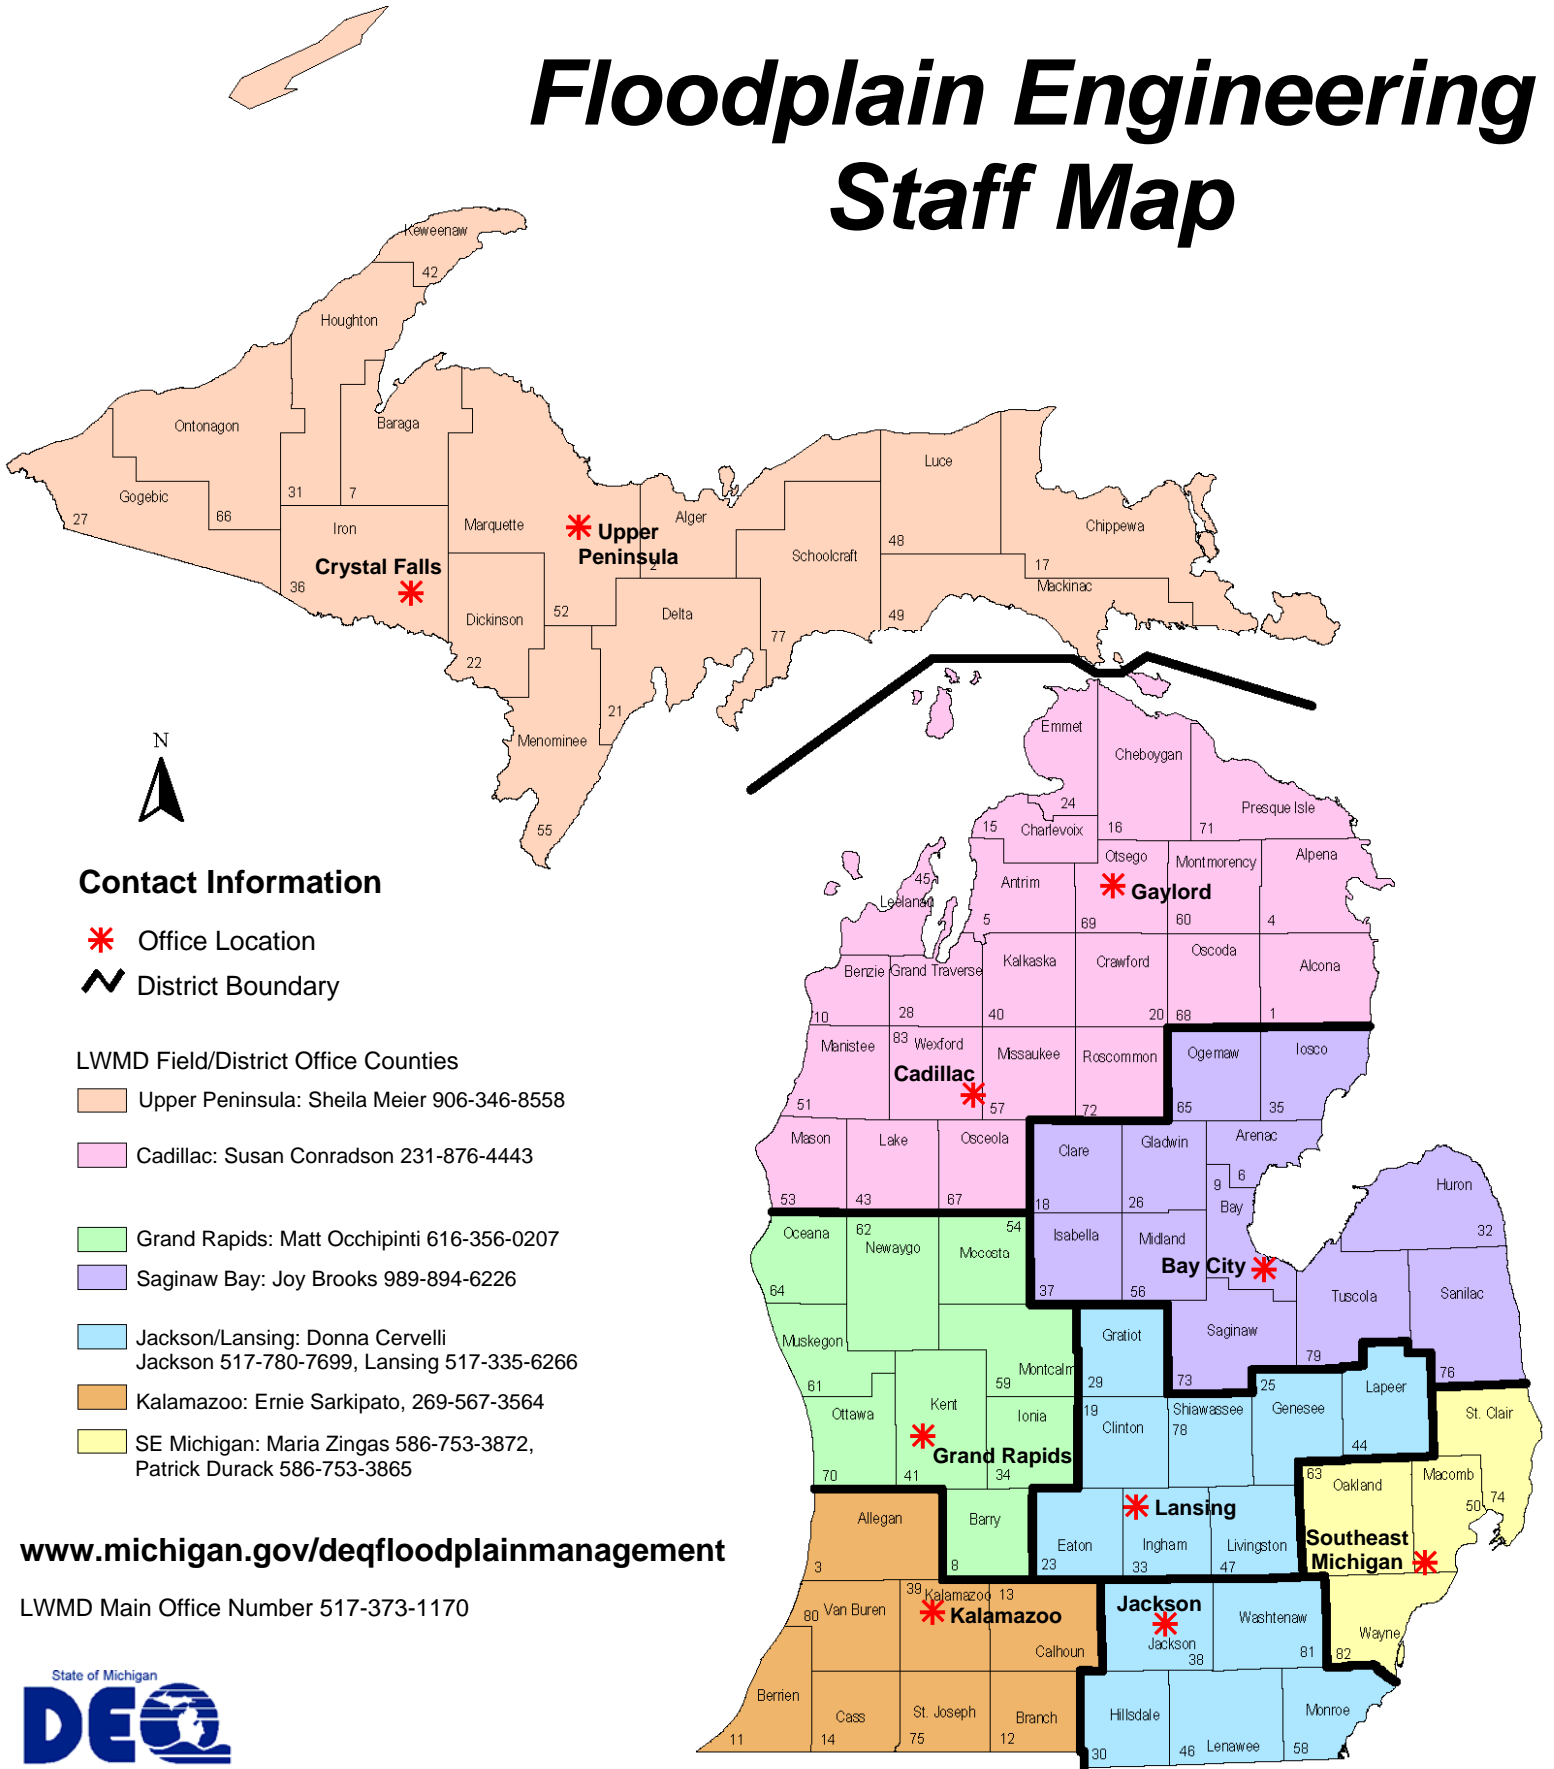 Floodplain Engineering
Staff Map
Keweenaw
42
Houghton
Ontonagon
Baraga
Gogebic
27
66
31
7
Iron
Marquette
Upper
Peninsula
Alger
2
Luce
48
Chippewa
17
Schoolcraft
Crystal Falls
36
Mackinac
49
Dickinson
22
52
Delta
77
21
Menominee
55
N
Emmet
24
Cheboygan
16
Presque Isle
71
15
Charlevoix
Otsego
Montmorency
Alpena
45
Leelanau
Antrim
5
69
Gaylord
60
4
Benzie
Grand Traverse
Kalkaska
Crawford
Oscoda
Alcona
10
28
40
20
68
1
Manistee
83
Wexford
Missaukee
Roscommon
Ogemaw
Iosco
Cadillac
51
57
72
65
35
Mason
Lake
Osceola
Clare
Gladwin
Arenac
53
43
67
18
26
9
6
Bay
Huron
32
Oceana
62
Newaygo
54
Mecosta
Isabella
Midland
Bay City
64
37
56
Tuscola
Sanilac
Muskegon
Gratiot
Saginaw
79
76
61
Montcalm
59
29
73
25
Lapeer
Ottawa
Kent
Ionia
19
Clinton
Shiawassee
78
Genesee
44
St. Clair
Grand Rapids
70
41
34
63
Oakland
Macomb
50
74
Allegan
3
Barry
8
Eaton
23
Lansing
Ingham
33
Livingston
47
Southeast
Michigan
39
Kalamazoo
13
80
Van Buren
Kalamazoo
Calhoun
Jackson
Jackson
38
Washtenaw
81
Wayne
82
Berrien
11
Cass
14
St. Joseph
75
Branch
12
Hillsdale
30
46
Lenawee
Monroe
58
Contact Information
Office Location
District Boundary
LWMD Field/District Office Counties
Upper Peninsula: Sheila Meier 906-346-8558
Cadillac: Susan Conradson 231-876-4443
Grand Rapids: Matt Occhipinti 616-356-0207
Saginaw Bay: Joy Brooks 989-894-6226
Jackson/Lansing: Donna Cervelli
Jackson 517-780-7699, Lansing 517-335-6266
Kalamazoo: Ernie Sarkipato, 269-567-3564
SE Michigan: Maria Zingas 586-753-3872,
Patrick Durack 586-753-3865
www.michigan.gov/deqfloodplainmanagement
LWMD Main Office Number 517-373-1170
State of Michigan
DEQ